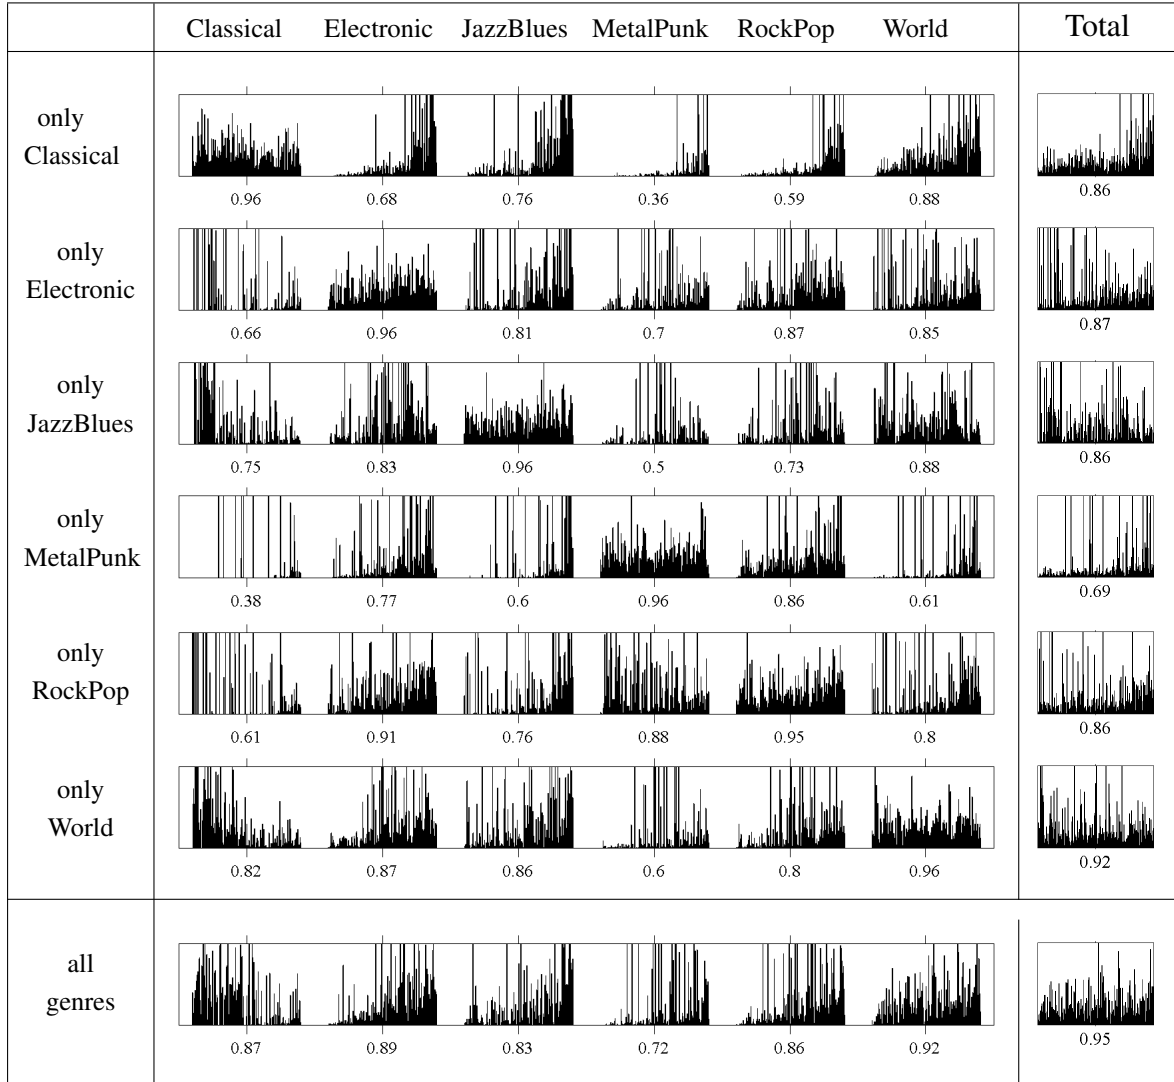 Classical Electronic JazzBlues MetalPunk RockPop World Total
only
Classical
0.96 0.68 0.76 0.36 0.59 0.88 0.86
only
Electronic
0.66 0.96 0.81 0.7 0.87 0.85 0.87
only
JazzBlues
0.75 0.83 0.96 0.5 0.73 0.88 0.86
only
MetalPunk
0.38 0.77 0.6 0.96 0.86 0.61 0.69
only
RockPop
0.61 0.91 0.76 0.88 0.95 0.8 0.86
only
World
0.82 0.87 0.86 0.6 0.8 0.96 0.92
all
genres
0.87 0.89 0.83 0.72 0.86 0.92 0.95